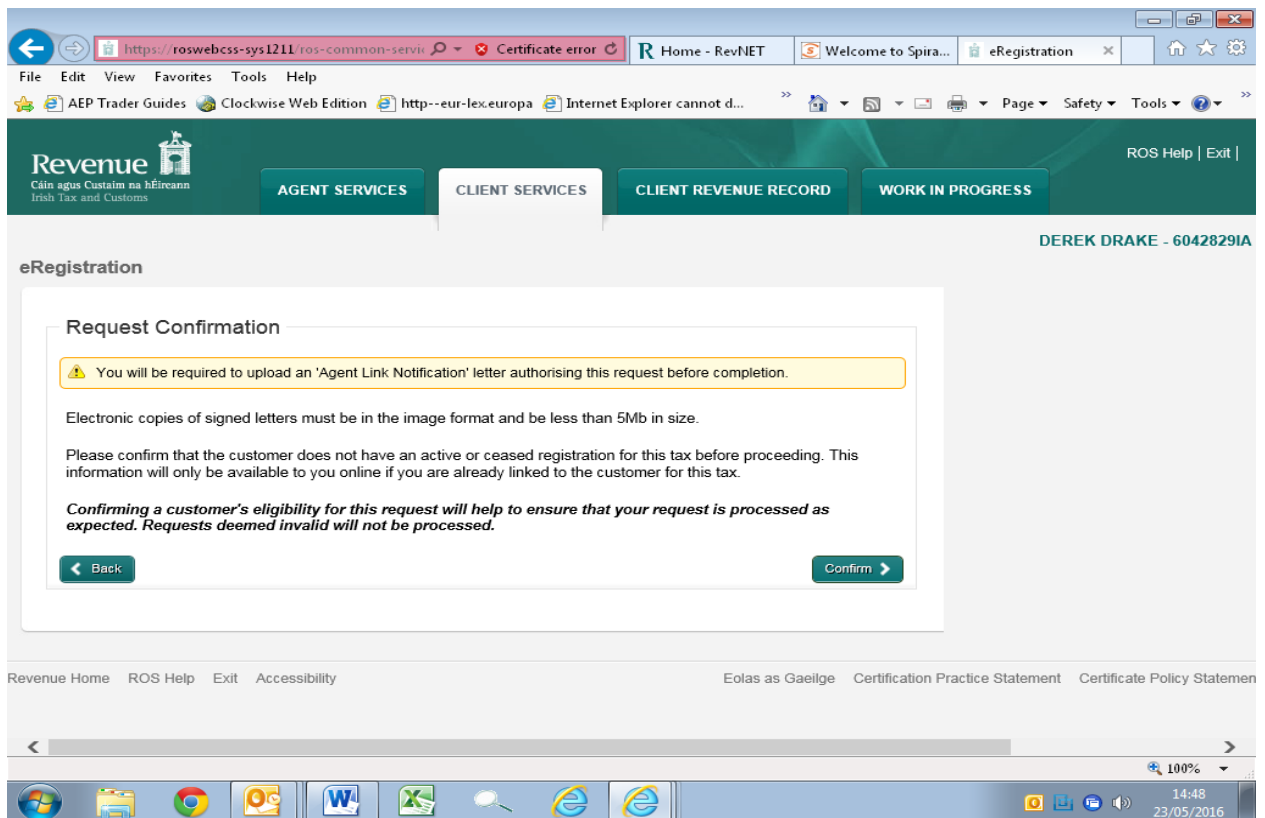 https://roswebcss-sys1211/ros-common-servic Certificate error Home - RevNET Welcome to Spira... eRegistration
File Edit View Favorites Tools Help
AEP Trader Guides Clockwise Web Edition http--eur-lex.europa Internet Explorer cannot d... Page Safety Tools
ROS Help | Exit |
Revenue
Cáin agus Custaim na hÉireann
Irish Tax and Customs
AGENT SERVICES CLIENT SERVICES CLIENT REVENUE RECORD WORK IN PROGRESS
DEREK DRAKE - 6042829IA
eRegistration
Request Confirmation
You will be required to upload an 'Agent Link Notification' letter authorising this request before completion.
Electronic copies of signed letters must be in the image format and be less than 5Mb in size.
Please confirm that the customer does not have an active or ceased registration for this tax before proceeding. This
information will only be available to you online if you are already linked to the customer for this tax.
Confirming a customer's eligibility for this request will help to ensure that your request is processed as
expected. Requests deemed invalid will not be processed.
Back Confirm
Revenue Home ROS Help Exit Accessibility Eolas as Gaeilge Certification Practice Statement Certificate Policy Statemen
100%
14:48
23/05/2016